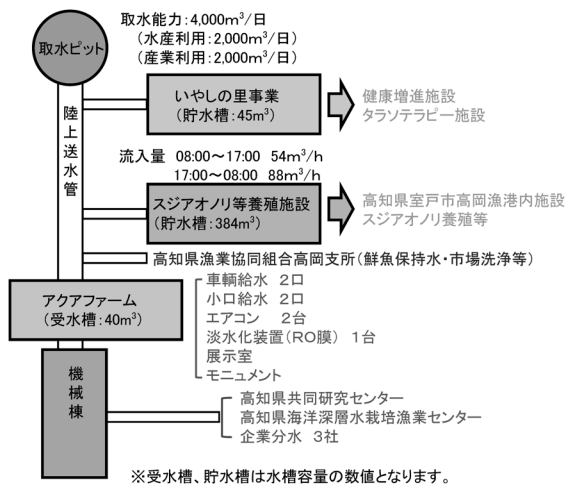 取水能力：4,000m³/日
（水産利用：2,000m³/日）
（産業利用：2,000m³/日）
取水ピット
陸上送水管
いやしの里事業
（貯水槽：45m³）
健康増進施設
タラソテラピー施設
流入量　08:00～17:00　54m³/h
17:00～08:00　88m³/h
スジアオノリ等養殖施設
（貯水槽：384m³）
高知県室戸市高岡漁港内施設
スジアオノリ養殖等
高知県漁業協同組合高岡支所（鮮魚保持水・市場洗浄等）
アクアファーム
（受水槽：40m³）
車輌給水　２口
小口給水　２口
エアコン　２台
淡水化装置（ＲＯ膜）　１台
展示室
モニュメント
機械棟
高知県共同研究センター
高知県海洋深層水栽培漁業センター
企業分水　３社
※受水槽、貯水槽は水槽容量の数値となります。